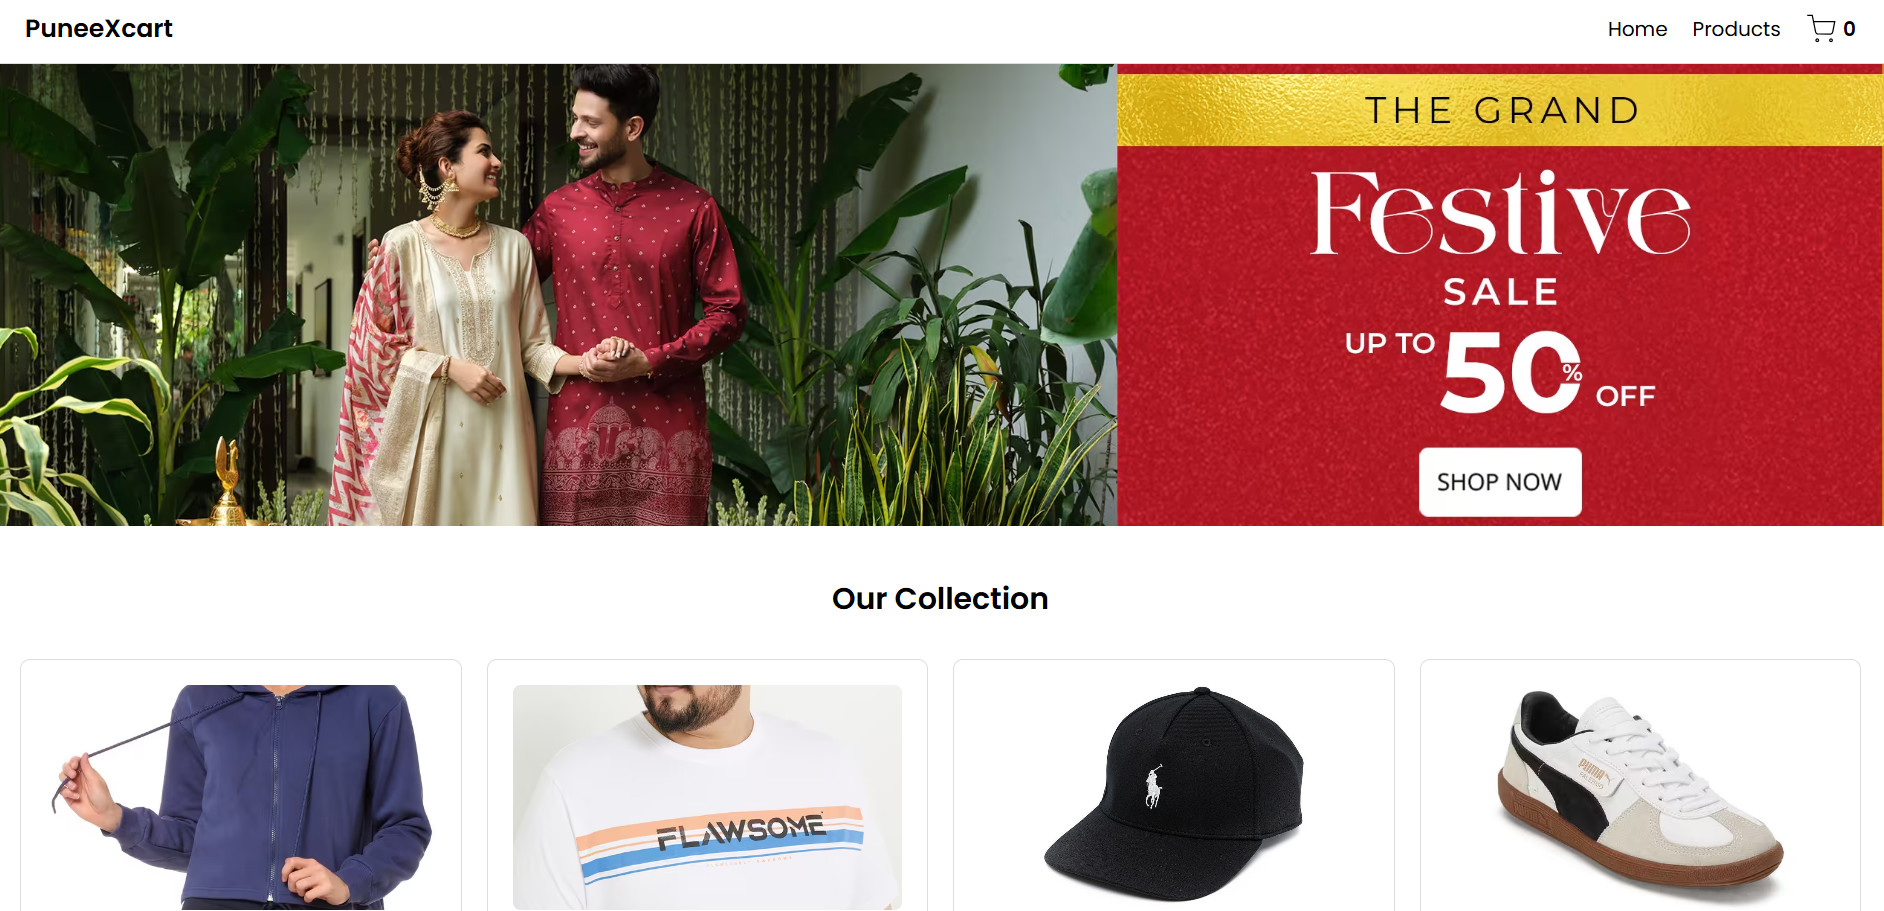 PuneeXcart
Home Products 0
THE GRAND
Festive
SALE
UP TO 50% OFF
SHOP NOW
Our Collection
FLAWSOME
PUMA